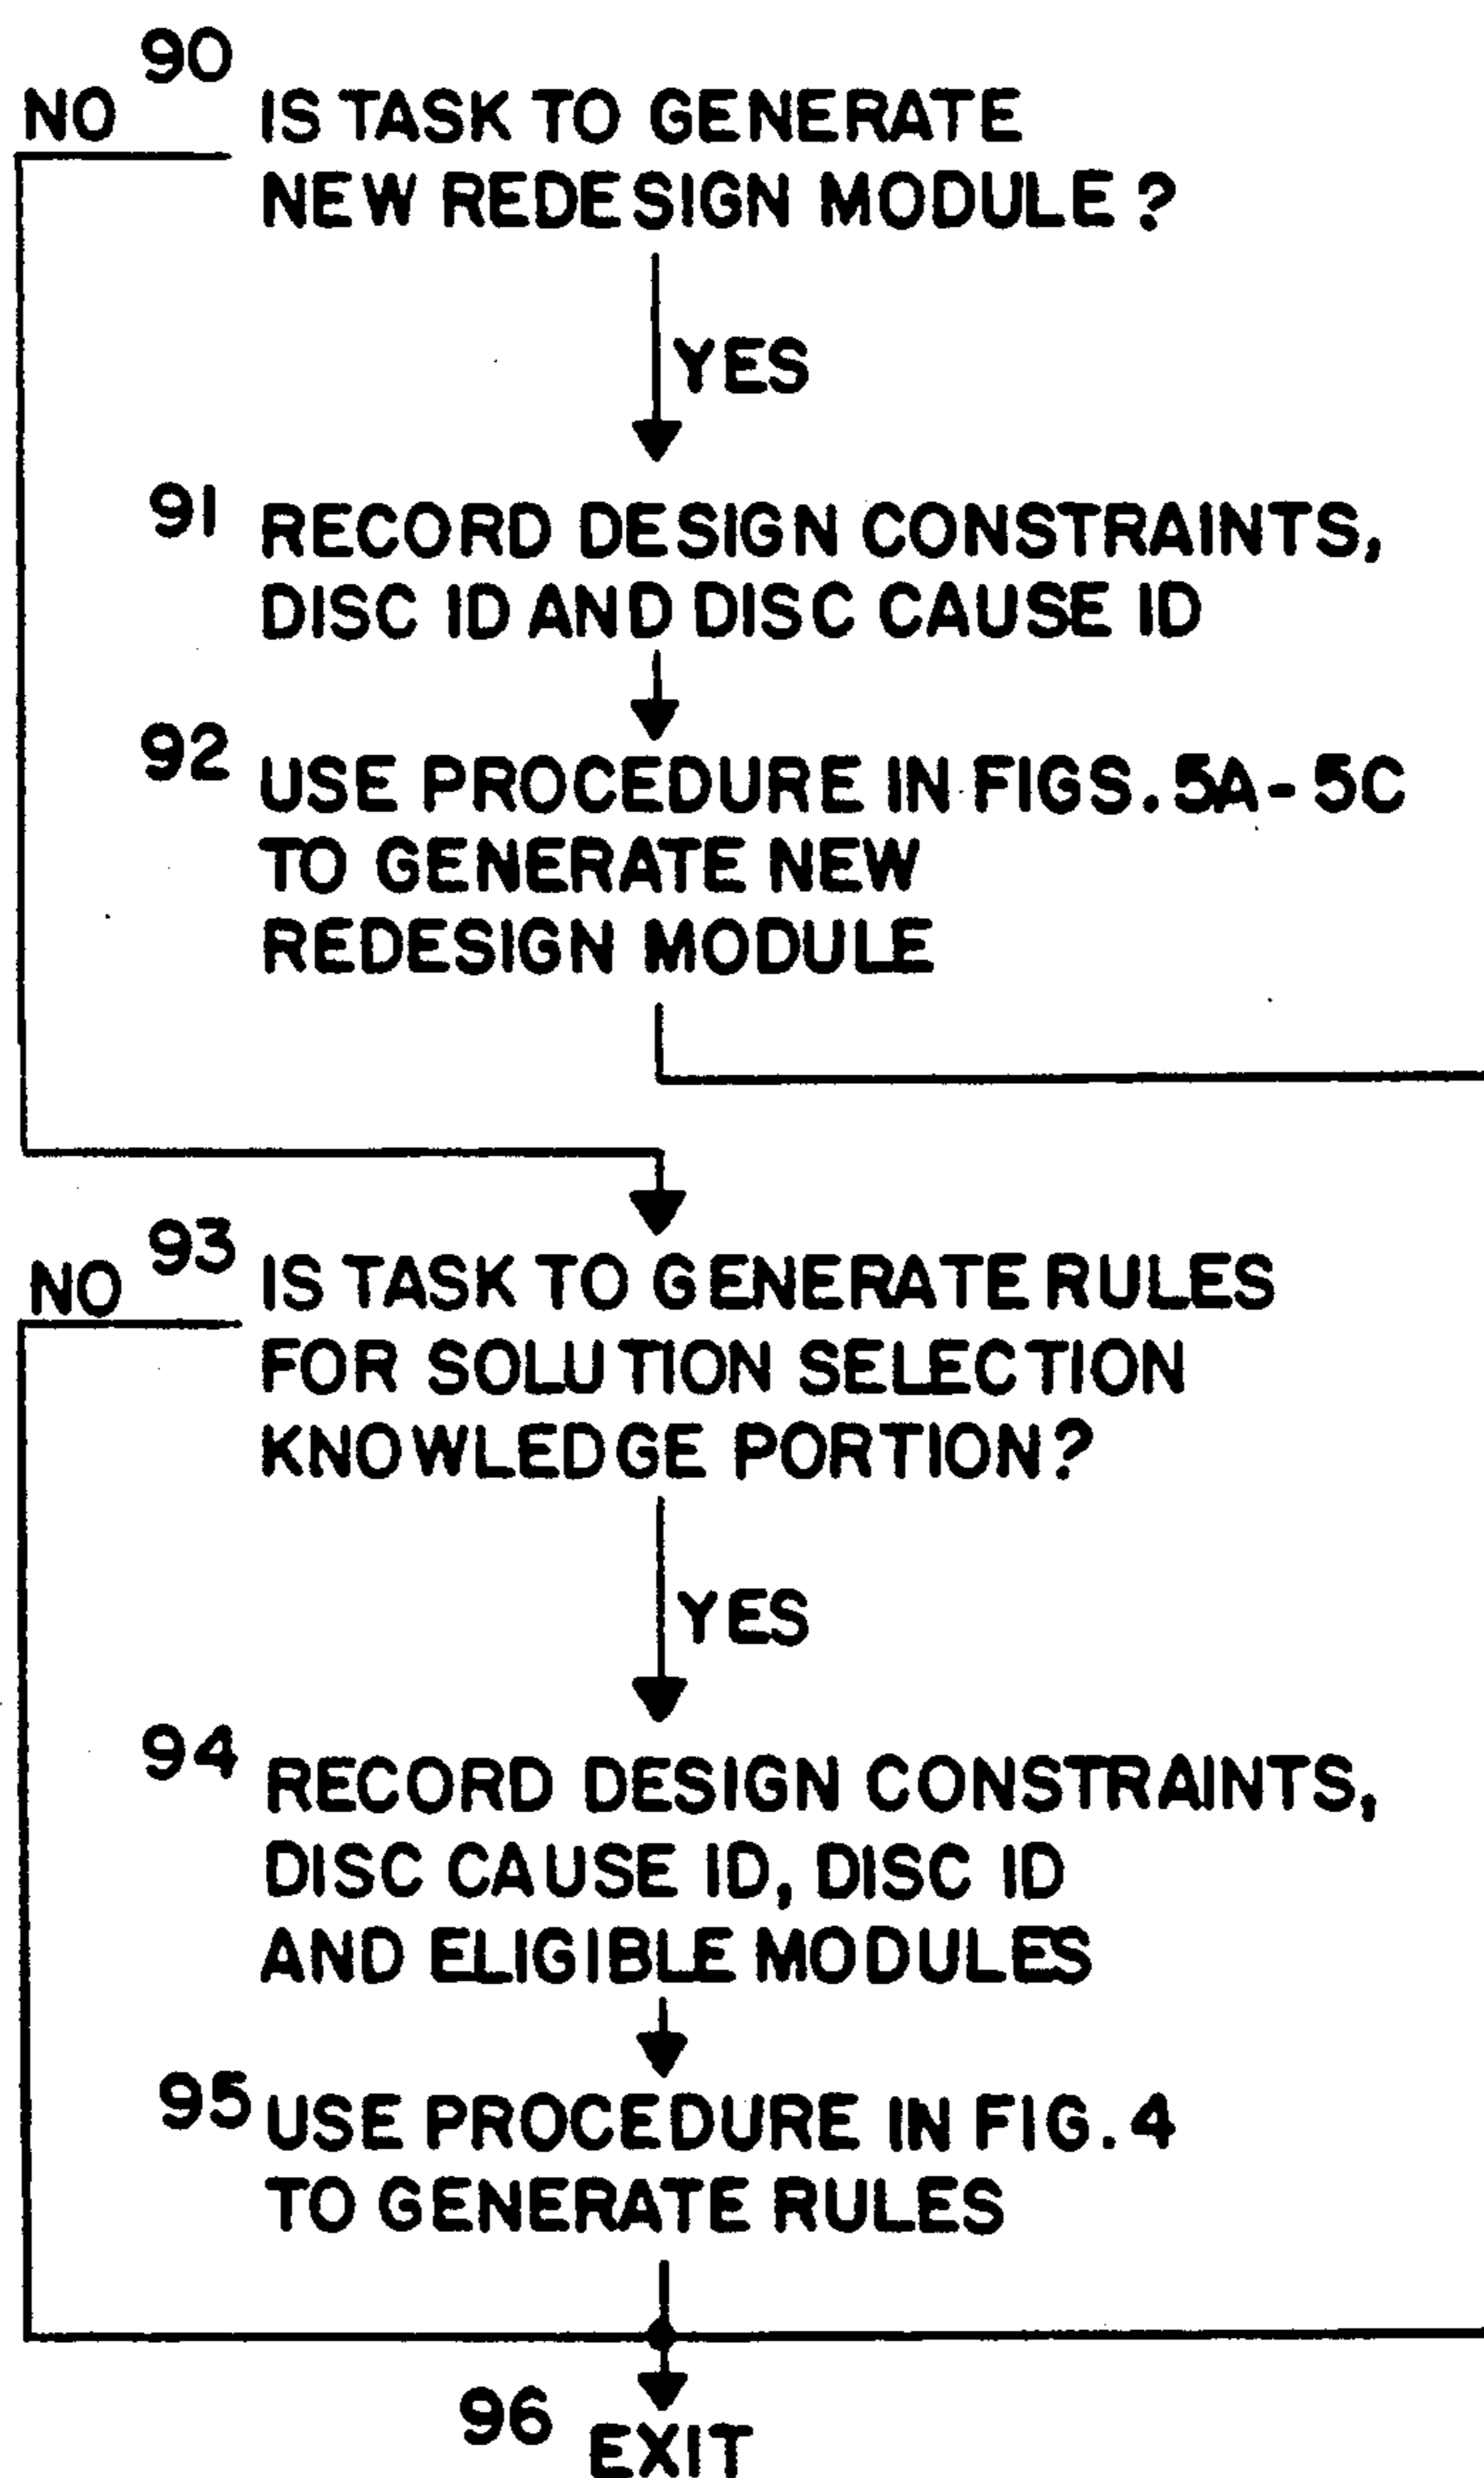 90
NO
IS TASK TO GENERATE
NEW REDESIGN MODULE?
YES
91
RECORD DESIGN CONSTRAINTS,
DISC ID AND DISC CAUSE ID
92
USE PROCEDURE IN FIGS. 5A-5C
TO GENERATE NEW
REDESIGN MODULE
93
NO
IS TASK TO GENERATE RULES
FOR SOLUTION SELECTION
KNOWLEDGE PORTION?
YES
94
RECORD DESIGN CONSTRAINTS,
DISC CAUSE ID, DISC ID
AND ELIGIBLE MODULES
95
USE PROCEDURE IN FIG. 4
TO GENERATE RULES
96
EXIT